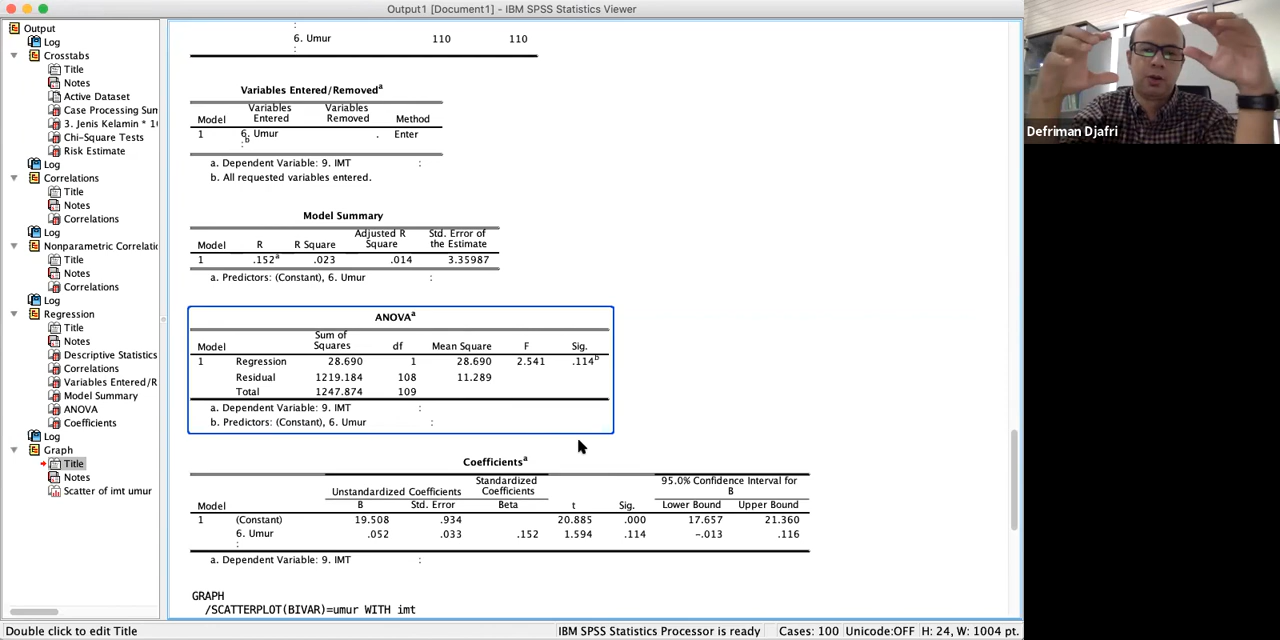 Output1 [Document1] - IBM SPSS Statistics Viewer
Output
Log
Crosstabs
Title
Notes
Active Dataset
Case Processing Sum
3. Jenis Kelamin * 1
Chi-Square Tests
Risk Estimate
Log
Correlations
Title
Notes
Correlations
Log
Nonparametric Correlatio
Title
Notes
Correlations
Log
Regression
Title
Notes
Descriptive Statistics
Correlations
Variables Entered/R
Model Summary
ANOVA
Coefficients
Log
Graph
Title
Notes
Scatter of imt umur
6. Umur 110 110
:
Variables Entered/Removedᵃ
Model Variables Entered Variables Removed Method
1 6. Umur :ᵇ . Enter
a. Dependent Variable: 9. IMT :
b. All requested variables entered.
Model Summary
Model R R Square Adjusted R Square Std. Error of the Estimate
1 .152ᵃ .023 .014 3.35987
a. Predictors: (Constant), 6. Umur :
ANOVAᵃ
Model Sum of Squares df Mean Square F Sig.
1 Regression 28.690 1 28.690 2.541 .114ᵇ
Residual 1219.184 108 11.289
Total 1247.874 109
a. Dependent Variable: 9. IMT :
b. Predictors: (Constant), 6. Umur :
Coefficientsᵃ
Unstandardized Coefficients Standardized Coefficients 95.0% Confidence Interval for B
Model B Std. Error Beta t Sig. Lower Bound Upper Bound
1 (Constant) 19.508 .934 20.885 .000 17.657 21.360
6. Umur : .052 .033 .152 1.594 .114 -.013 .116
a. Dependent Variable: 9. IMT :
GRAPH
/SCATTERPLOT(BIVAR)=umur WITH imt
Defriman Djafri
Double click to edit Title
IBM SPSS Statistics Processor is ready
Cases: 100
Unicode:OFF
H: 24, W: 1004 pt.